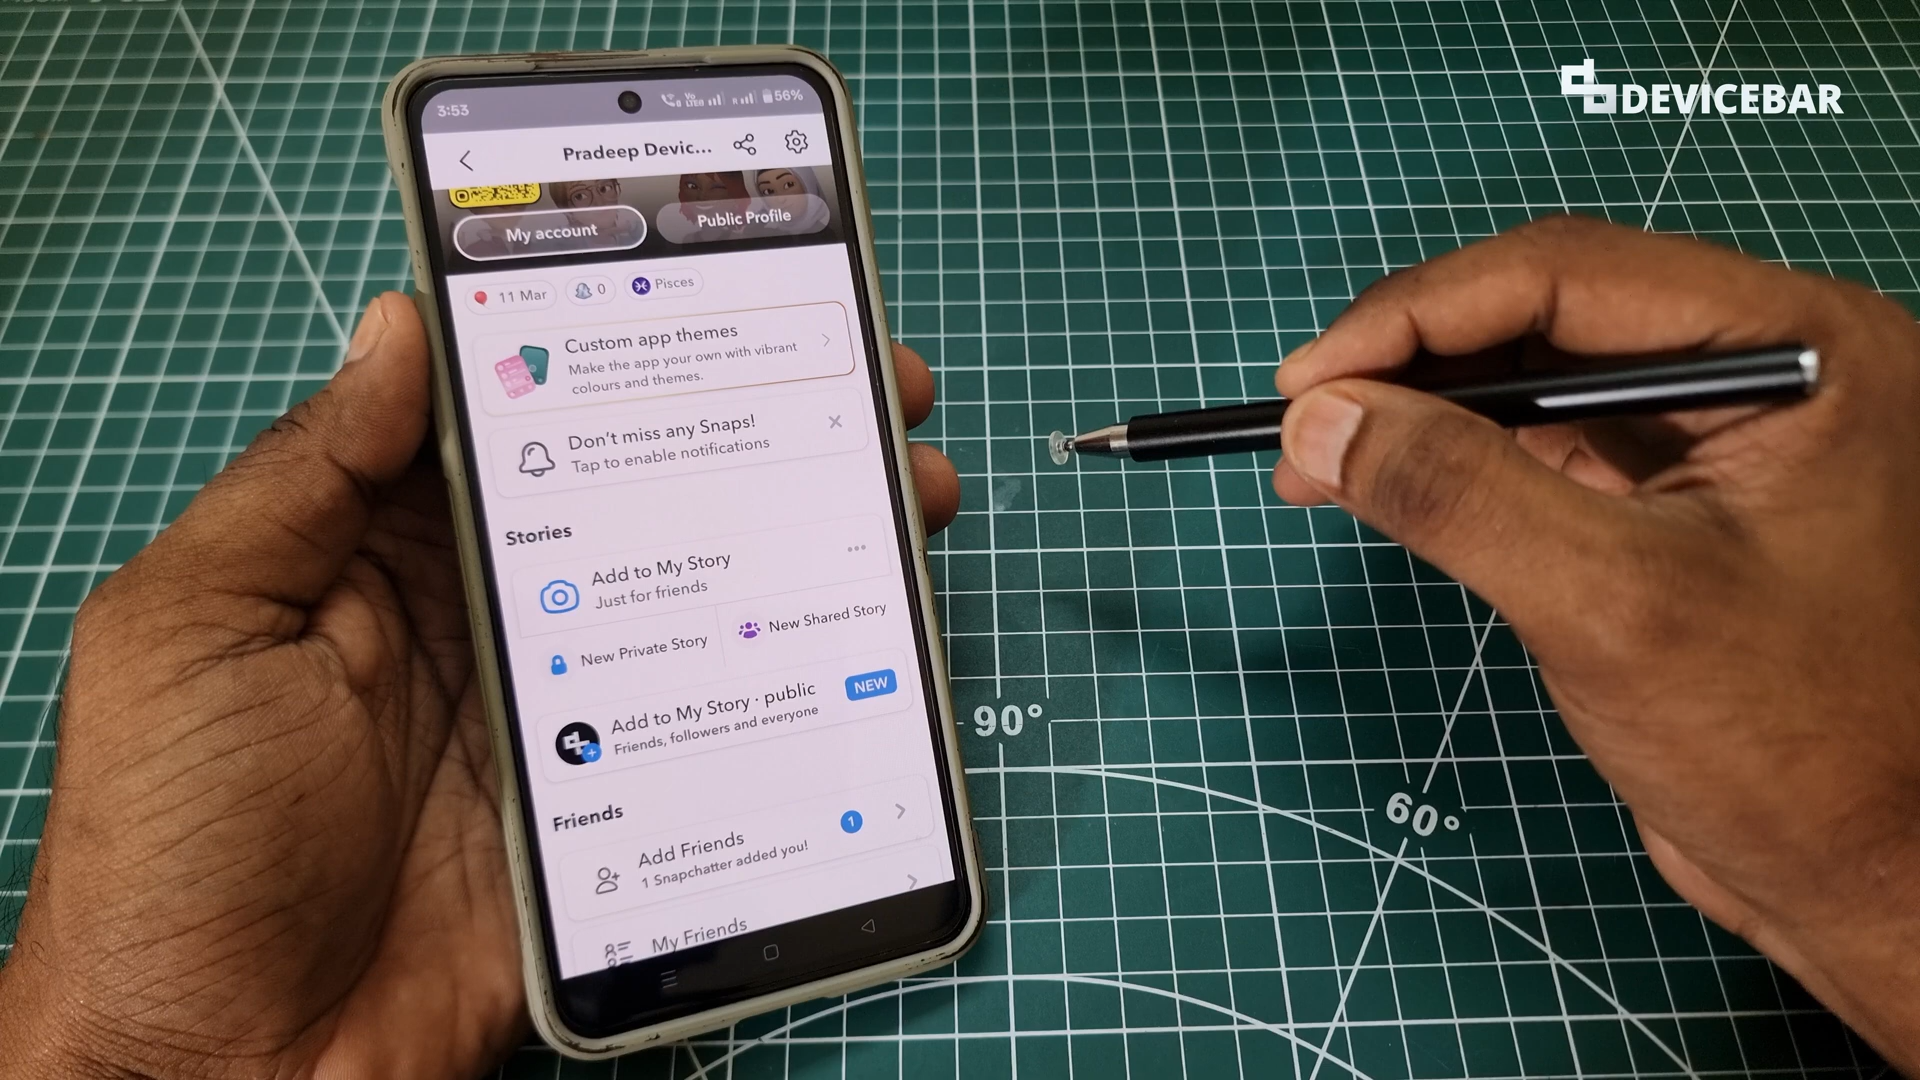 DEVICEBAR
3:53
Vo
LTE
56%
Pradeep Devic...
My account
Public Profile
11 Mar
0
Pisces
Custom app themes
Make the app your own with vibrant
colours and themes.
Don't miss any Snaps!
Tap to enable notifications
Stories
Add to My Story
Just for friends
New Private Story
New Shared Story
Add to My Story · public
Friends, followers and everyone
NEW
Friends
Add Friends
1 Snapchatter added you!
1
My Friends
90°
60°